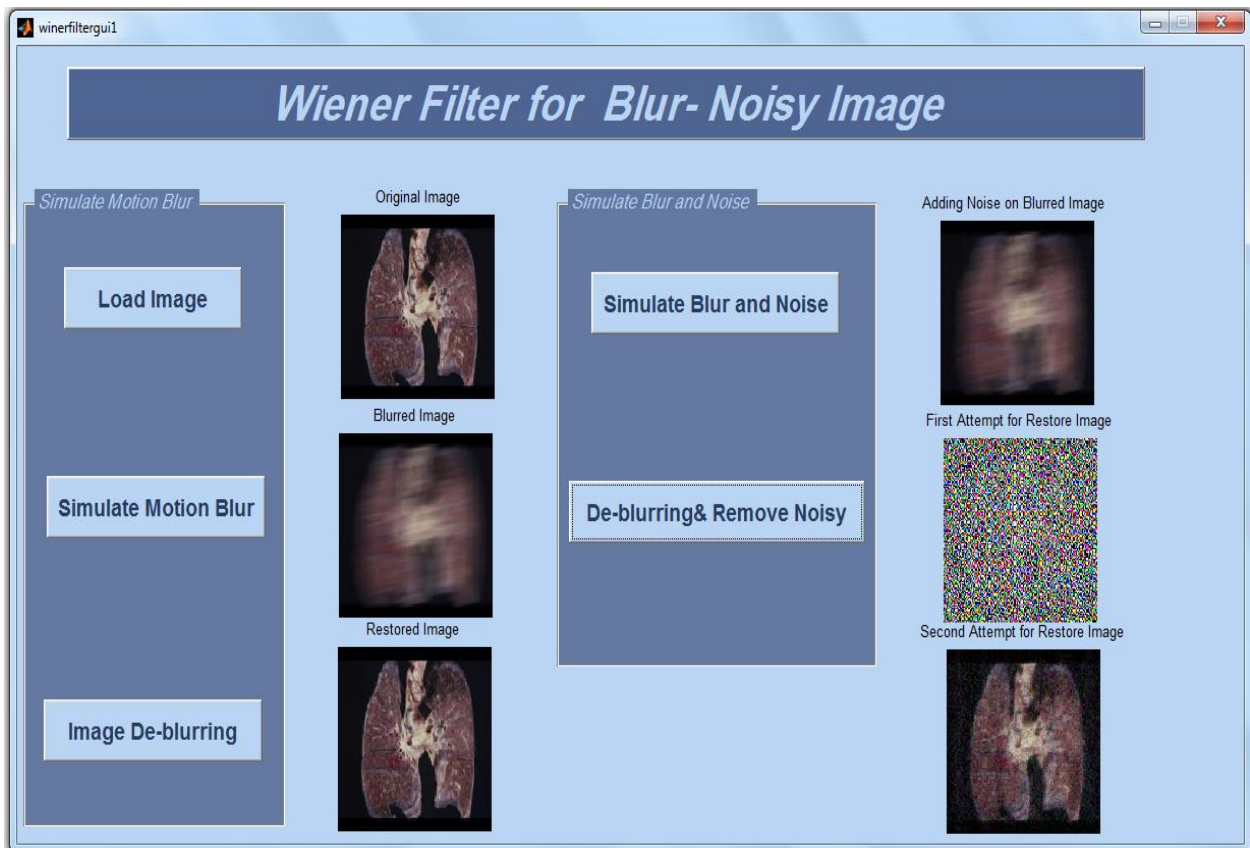 winerfiltergui1
Wiener Filter for Blur- Noisy Image
Simulate Motion Blur
Load Image
Simulate Motion Blur
Image De-blurring
Original Image
Blurred Image
Restored Image
Simulate Blur and Noise
Simulate Blur and Noise
De-blurring& Remove Noisy
Adding Noise on Blurred Image
First Attempt for Restore Image
Second Attempt for Restore Image